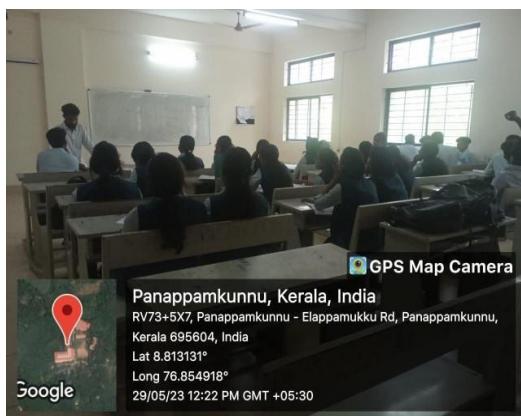 GPS Map Camera
Panappamkunnu, Kerala, India
RV73+5X7, Panappamkunnu - Elappamukku Rd, Panappamkunnu,
Kerala 695604, India
Lat 8.813131°
Long 76.854918°
29/05/23 12:22 PM GMT +05:30
Google